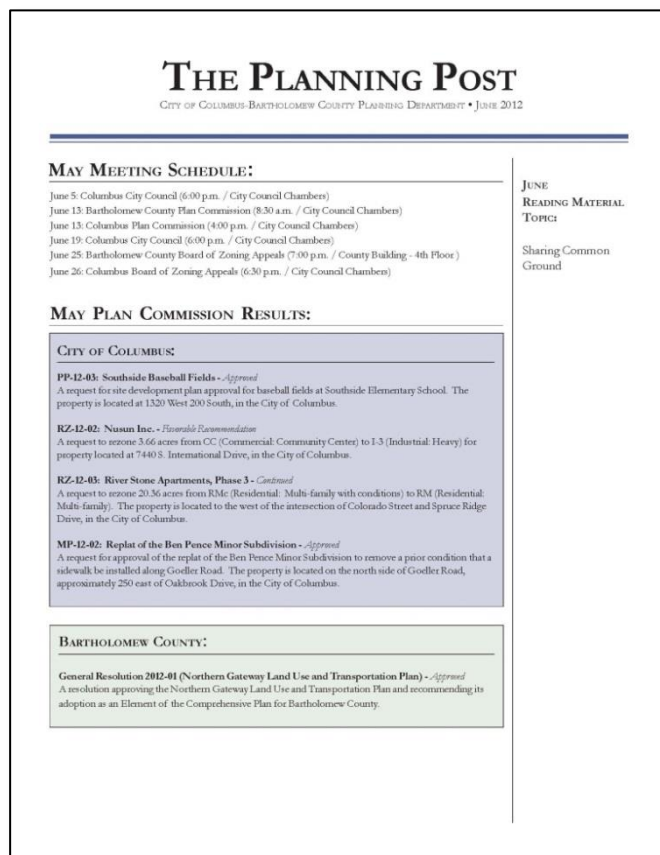 THE PLANNING POST
CITY OF COLUMBUS-BARTHOLOMEW COUNTY PLANNING DEPARTMENT • JUNE 2012
MAY MEETING SCHEDULE:
June 5: Columbus City Council (6:00 p.m. / City Council Chambers)
June 13: Bartholomew County Plan Commission (8:30 a.m. / City Council Chambers)
June 13: Columbus Plan Commission (4:00 p.m. / City Council Chambers)
June 19: Columbus City Council (6:00 p.m. / City Council Chambers)
June 25: Bartholomew County Board of Zoning Appeals (7:00 p.m. / County Building - 4th Floor )
June 26: Columbus Board of Zoning Appeals (6:30 p.m. / City Council Chambers)
MAY PLAN COMMISSION RESULTS:
CITY OF COLUMBUS:
PP-12-03: Southside Baseball Fields - Approved
A request for site development plan approval for baseball fields at Southside Elementary School. The
property is located at 1320 West 200 South, in the City of Columbus.
RZ-12-02: Nusun Inc. - Favorable Recommendation
A request to rezone 3.66 acres from CC (Commercial: Community Center) to I-3 (Industrial: Heavy) for
property located at 7440 S. International Drive, in the City of Columbus.
RZ-12-03: River Stone Apartments, Phase 3 - Continued
A request to rezone 20.36 acres from RMc (Residential: Multi-family with conditions) to RM (Residential:
Multi-family). The property is located to the west of the intersection of Colorado Street and Spruce Ridge
Drive, in the City of Columbus.
MP-12-02: Replat of the Ben Pence Minor Subdivision - Approved
A request for approval of the replat of the Ben Pence Minor Subdivision to remove a prior condition that a
sidewalk be installed along Goeller Road. The property is located on the north side of Goeller Road,
approximately 250 east of Oakbrook Drive, in the City of Columbus.
BARTHOLOMEW COUNTY:
General Resolution 2012-01 (Northern Gateway Land Use and Transportation Plan) - Approved
A resolution approving the Northern Gateway Land Use and Transportation Plan and recommending its
adoption as an Element of the Comprehensive Plan for Bartholomew County.
JUNE
READING MATERIAL
TOPIC:
Sharing Common
Ground